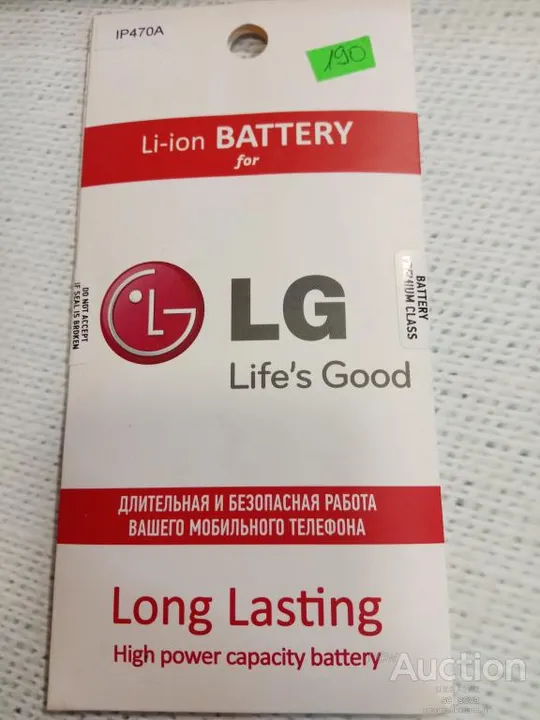 IP470A
190
Li-ion BATTERY
for
LG
Life's Good
DO NOT ACCEPT
IF SEAL IS BROKEN
BATTERY
CLASS
ДЛИТЕЛЬНАЯ И БЕЗОПАСНАЯ РАБОТА
ВАШЕГО МОБИЛЬНОГО ТЕЛЕФОНА
Long Lasting
High power capacity battery
Auction